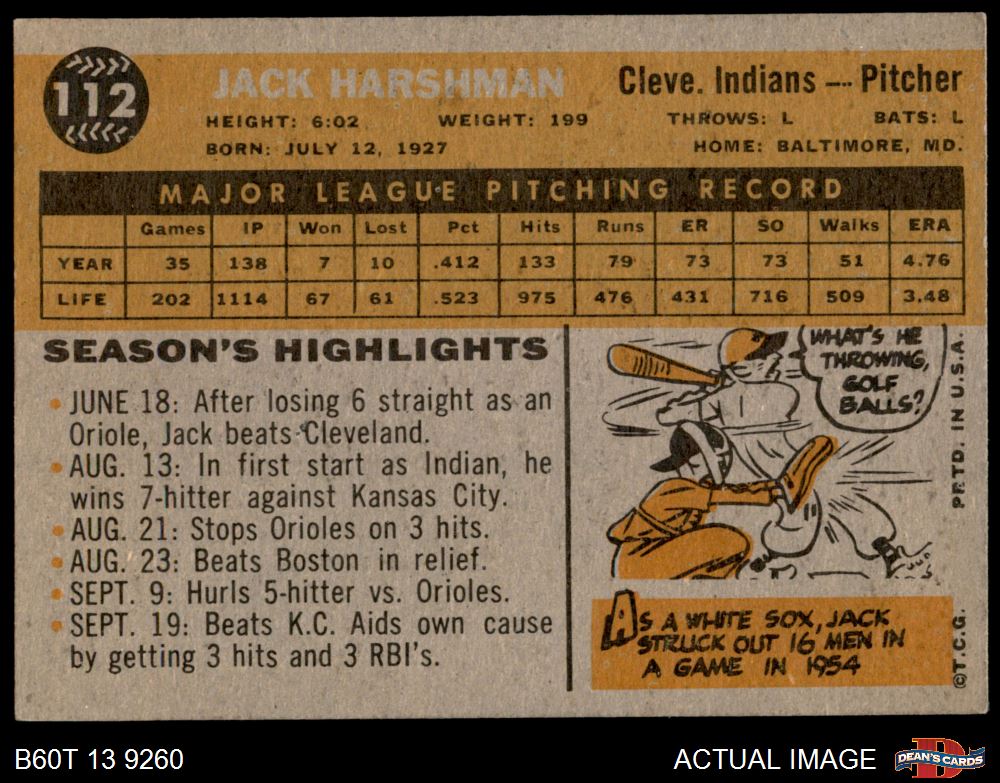 112
JACK HARSHMAN
Cleve. Indians — Pitcher
HEIGHT: 6:02 WEIGHT: 199 THROWS: L BATS: L
BORN: JULY 12, 1927 HOME: BALTIMORE, MD.
MAJOR LEAGUE PITCHING RECORD
Games IP Won Lost Pct Hits Runs ER SO Walks ERA
YEAR 35 138 7 10 .412 133 79 73 73 51 4.76
LIFE 202 1114 67 61 .523 975 476 431 716 509 3.48
SEASON'S HIGHLIGHTS
• JUNE 18: After losing 6 straight as an
Oriole, Jack beats Cleveland.
• AUG. 13: In first start as Indian, he
wins 7-hitter against Kansas City.
• AUG. 21: Stops Orioles on 3 hits.
• AUG. 23: Beats Boston in relief.
• SEPT. 9: Hurls 5-hitter vs. Orioles.
• SEPT. 19: Beats K.C. Aids own cause
by getting 3 hits and 3 RBI's.
WHAT'S HE
THROWING,
GOLF
BALLS?
AS A WHITE SOX, JACK
STRUCK OUT 16 MEN IN
A GAME IN 1954
©T.C.G. PRTD. IN U.S.A.
B60T 13 9260
ACTUAL IMAGE
DEAN'S CARDS